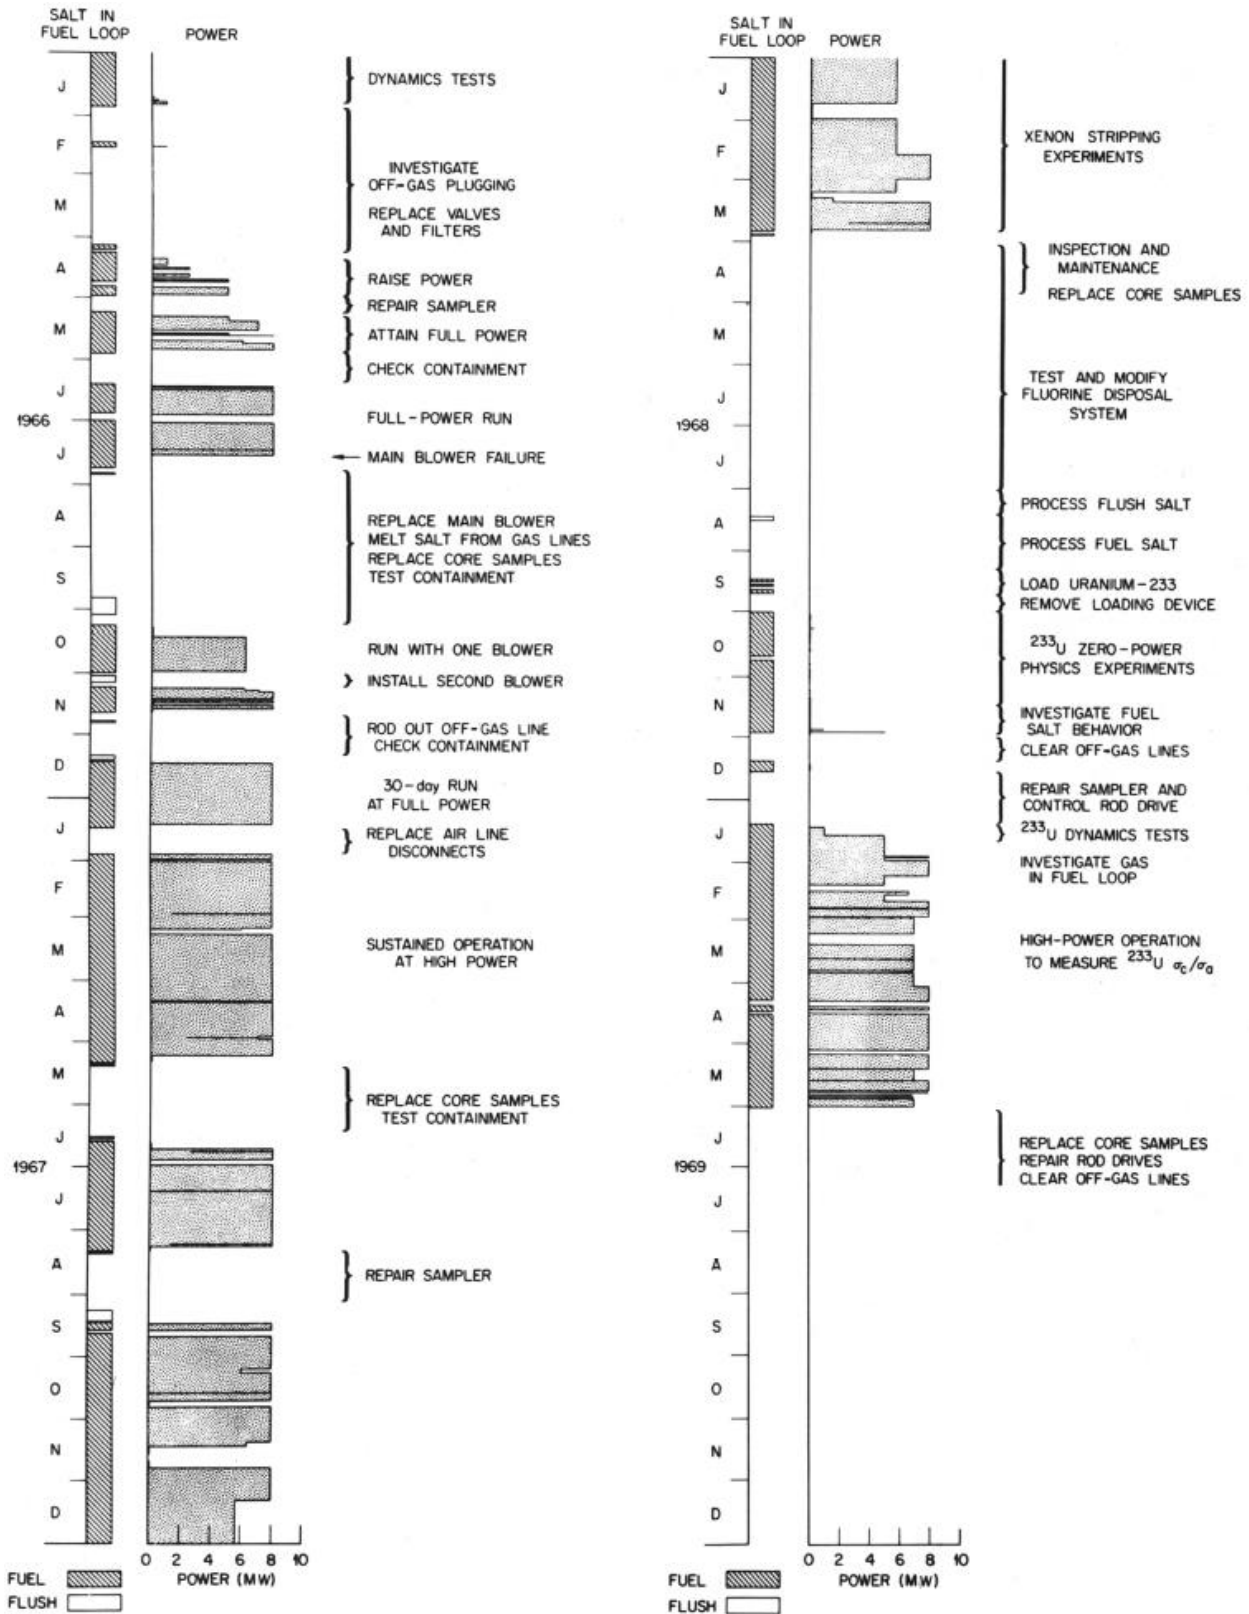 SALT IN
FUEL LOOP
POWER
J
F
M
A
M
J
1966
J
A
S
O
N
D
J
F
M
A
M
J
1967
J
A
S
O
N
D
DYNAMICS TESTS
INVESTIGATE
OFF-GAS PLUGGING
REPLACE VALVES
AND FILTERS
RAISE POWER
REPAIR SAMPLER
ATTAIN FULL POWER
CHECK CONTAINMENT
FULL-POWER RUN
MAIN BLOWER FAILURE
REPLACE MAIN BLOWER
MELT SALT FROM GAS LINES
REPLACE CORE SAMPLES
TEST CONTAINMENT
RUN WITH ONE BLOWER
INSTALL SECOND BLOWER
ROD OUT OFF-GAS LINE
CHECK CONTAINMENT
30-day RUN
AT FULL POWER
REPLACE AIR LINE
DISCONNECTS
SUSTAINED OPERATION
AT HIGH POWER
REPLACE CORE SAMPLES
TEST CONTAINMENT
REPAIR SAMPLER
0 2 4 6 8 10
POWER (MW)
FUEL
FLUSH
SALT IN
FUEL LOOP
POWER
J
F
M
A
M
J
1968
J
A
S
O
N
D
J
F
M
A
M
J
1969
J
A
S
O
N
D
XENON STRIPPING
EXPERIMENTS
INSPECTION AND
MAINTENANCE
REPLACE CORE SAMPLES
TEST AND MODIFY
FLUORINE DISPOSAL
SYSTEM
PROCESS FLUSH SALT
PROCESS FUEL SALT
LOAD URANIUM-233
REMOVE LOADING DEVICE
²³³U ZERO-POWER
PHYSICS EXPERIMENTS
INVESTIGATE FUEL
SALT BEHAVIOR
CLEAR OFF-GAS LINES
REPAIR SAMPLER AND
CONTROL ROD DRIVE
²³³U DYNAMICS TESTS
INVESTIGATE GAS
IN FUEL LOOP
HIGH-POWER OPERATION
TO MEASURE ²³³U σc/σa
REPLACE CORE SAMPLES
REPAIR ROD DRIVES
CLEAR OFF-GAS LINES
0 2 4 6 8 10
POWER (MW)
FUEL
FLUSH